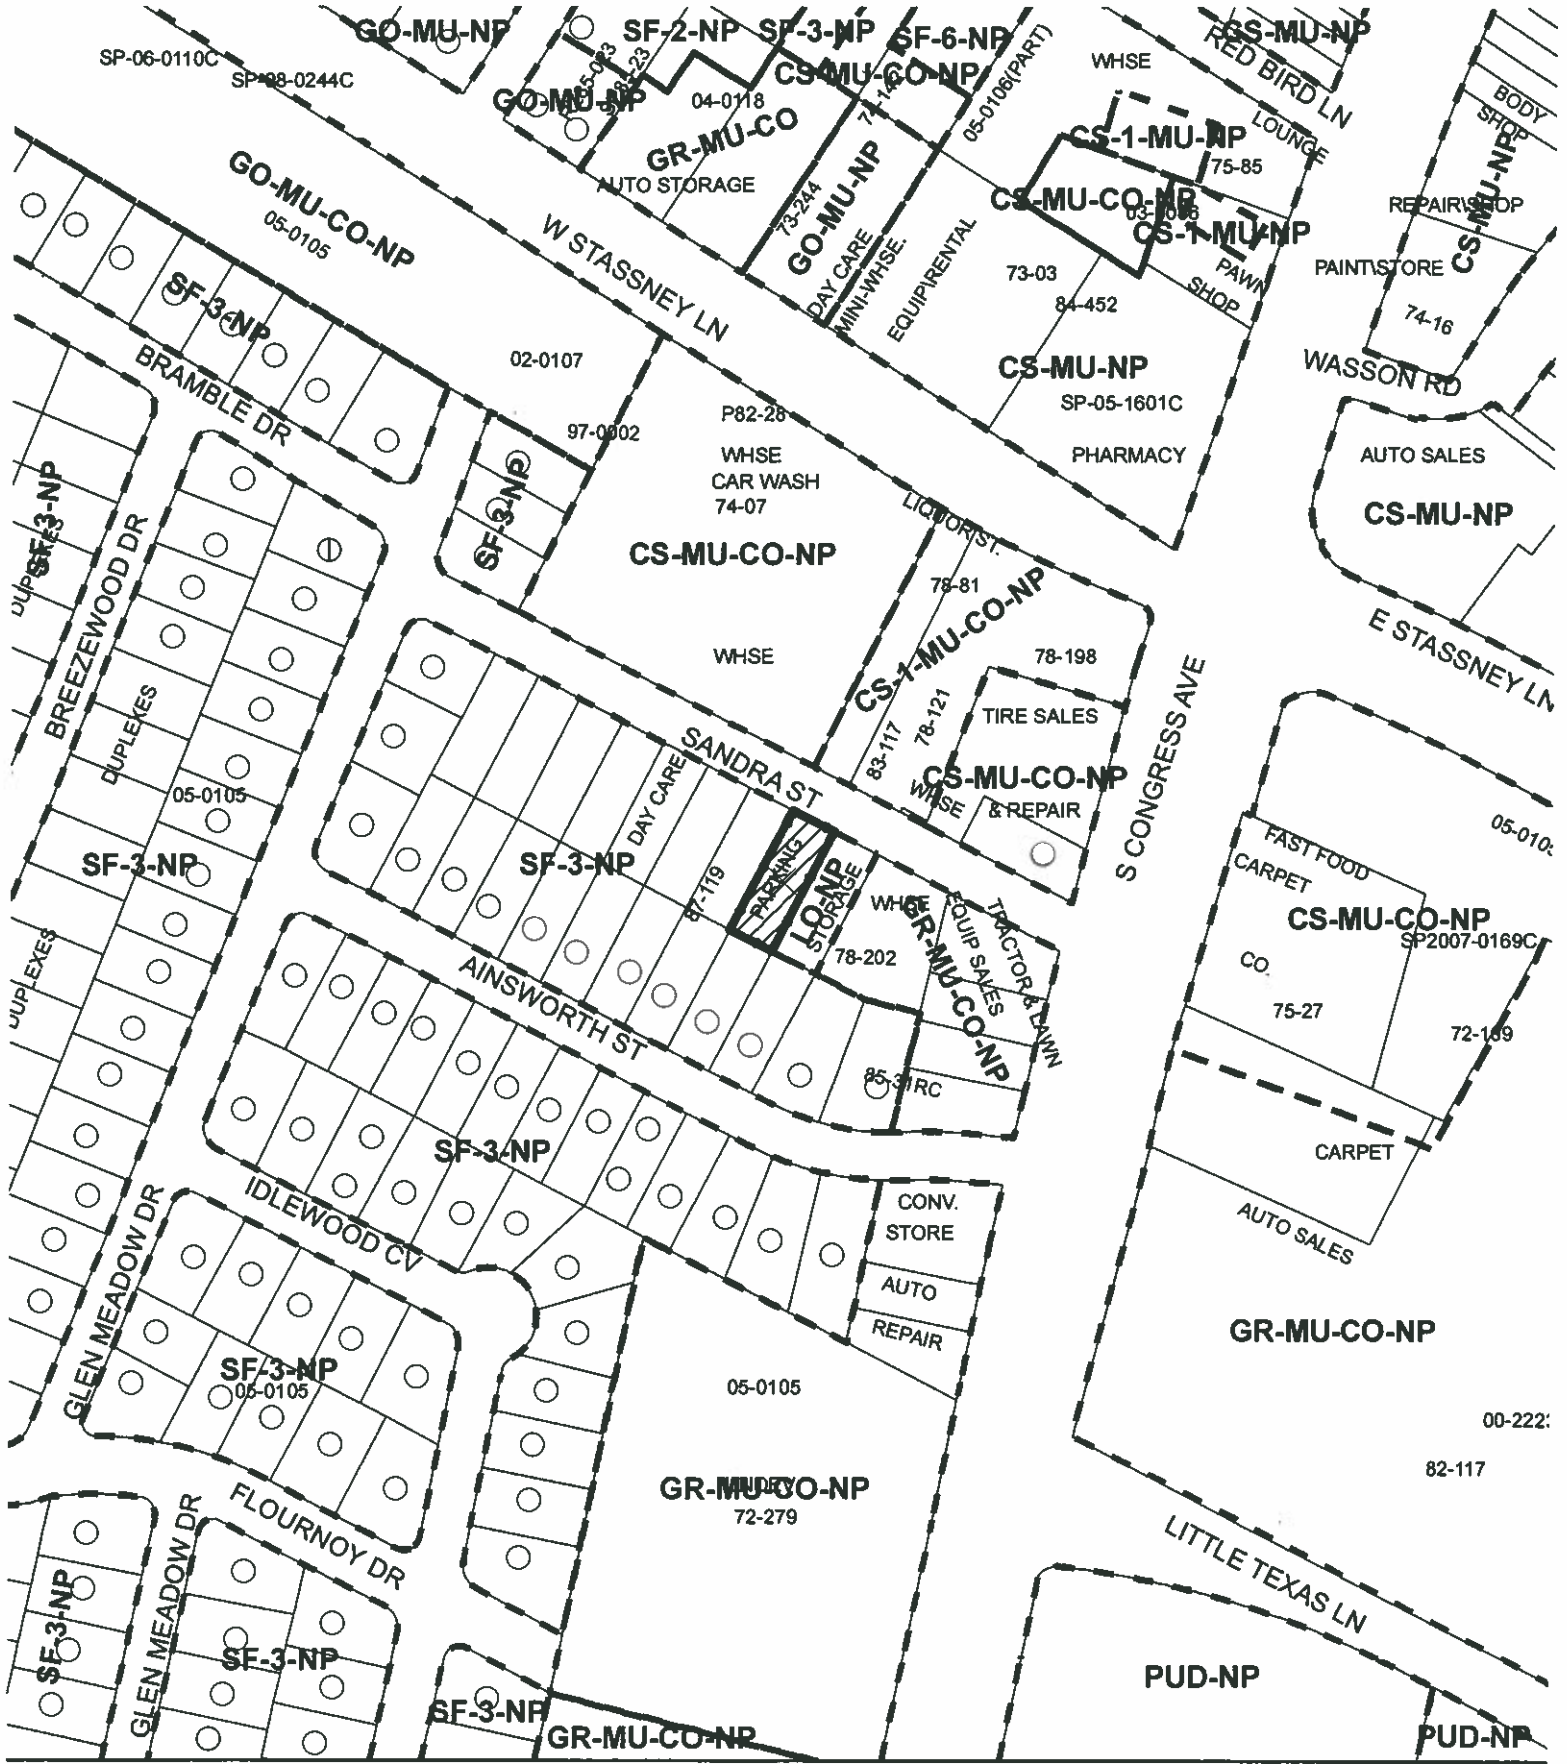 GO-MU-NP
SF-2-NP
SF-3-NP
SF-6-NP
GS-MU-NP
SP-06-0110C
SP-98-0244C
RED BIRD LN
WHSE
CS-MU-CO-NP
GO-MU-NP
04-0118
05-0106(PART)
BODY
SHOP
GR-MU-CO
LOUNGE
CS-1-MU-NP
75-85
AUTO STORAGE
GO-MU-CO-NP
05-0105
73-244
GO-MU-NP
CS-MU-CO-NP
CS-1-MU-NP
REPAIR\SHOP
CS-MU-NP
W STASSNEY LN
DAY CARE
MINI-WHSE.
EQUIP\RENTAL
73-03
84-452
PAWN
SHOP
PAINT\STORE
74-16
SF-3-NP
BRAMBLE DR
02-0107
CS-MU-NP
SP-05-1601C
PHARMACY
WASSON RD
97-0002
P82-28
WHSE
CAR WASH
74-07
AUTO SALES
CS-MU-NP
SF-3-NP
DUPLEXES
BREEZEWOOD DR
SF-3-NP
CS-MU-CO-NP
LIQUOR ST.
78-81
CS-1-MU-CO-NP
E STASSNEY LN
WHSE
78-198
78-121
83-117
TIRE SALES
CS-MU-CO-NP
WHSE
& REPAIR
S CONGRESS AVE
DUPLEXES
05-0105
SF-3-NP
SANDRA ST
DAY CARE
SF-3-NP
87-119
PARKING
LO-NP
STORAGE
WHSE
78-202
GR-MU-CO-NP
EQUIP SALES
TRACTOR & LAWN
FAST FOOD
CARPET
CO.
CS-MU-CO-NP
SP2007-0169C
75-27
72-189
DUPLEXES
AINSWORTH ST
85-31RC
SF-3-NP
CARPET
AUTO SALES
IDLEWOOD CV
GLEN MEADOW DR
CONV.
STORE
AUTO
REPAIR
GR-MU-CO-NP
SF-3-NP
05-0105
05-0105
82-117
GR-MU-CO-NP
72-279
FLOURNOY DR
LITTLE TEXAS LN
SF-3-NP
GLEN MEADOW DR
SF-3-NP
SF-3-NP
GR-MU-CO-NP
PUD-NP
PUD-NP